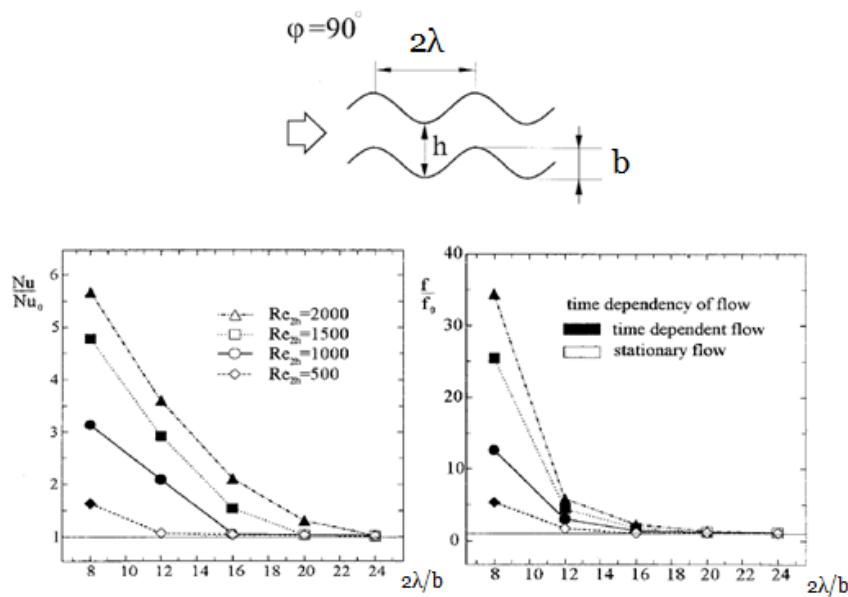 φ=90°
2λ
h
b
Nu
Nu₀
6
5
4
3
2
1
Re₂ₕ=2000
Re₂ₕ=1500
Re₂ₕ=1000
Re₂ₕ=500
8 10 12 14 16 18 20 22 24
2λ/b
f
f₀
40
30
20
10
0
time dependency of flow
time dependent flow
stationary flow
8 10 12 14 16 18 20 22 24
2λ/b